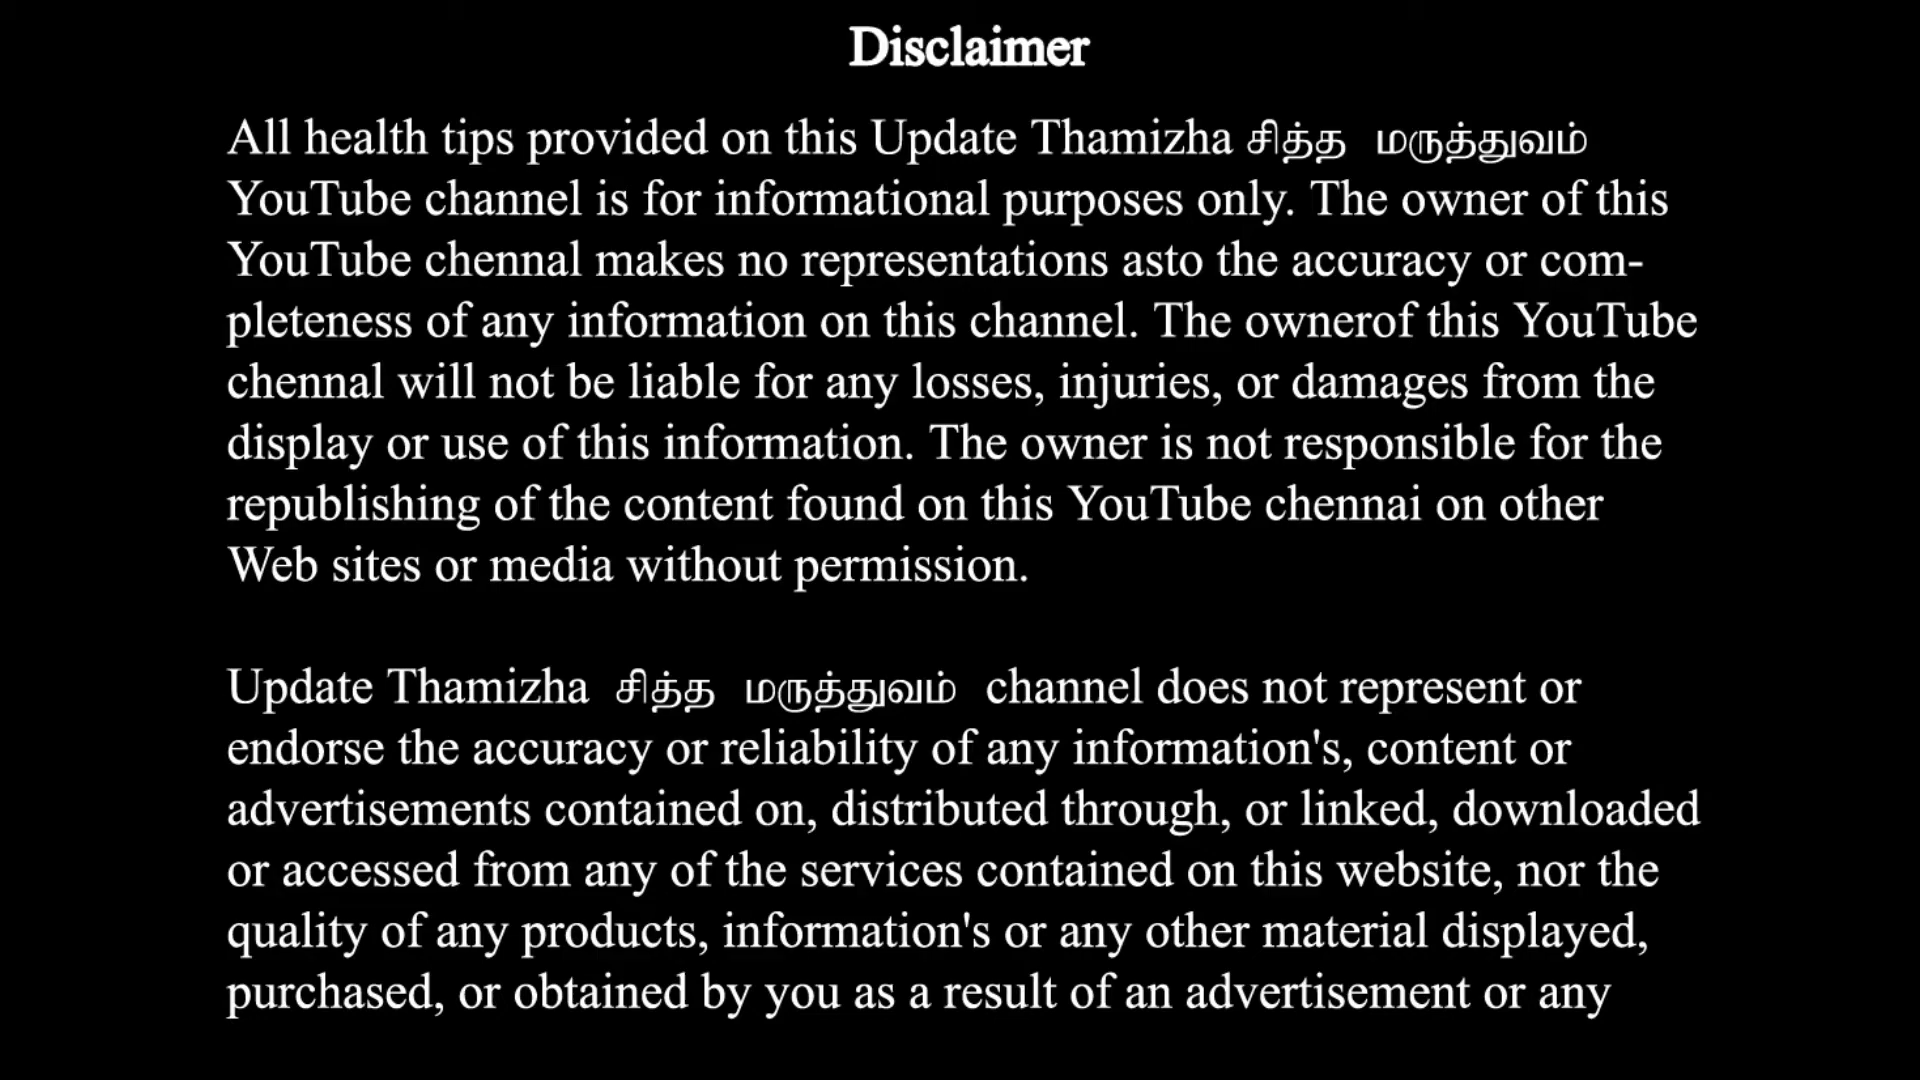 Disclaimer
All health tips provided on this Update Thamizha சித்த மருத்துவம்
YouTube channel is for informational purposes only. The owner of this
YouTube chennal makes no representations asto the accuracy or com-
pleteness of any information on this channel. The ownerof this YouTube
chennal will not be liable for any losses, injuries, or damages from the
display or use of this information. The owner is not responsible for the
republishing of the content found on this YouTube chennai on other
Web sites or media without permission.
Update Thamizha சித்த மருத்துவம் channel does not represent or
endorse the accuracy or reliability of any information's, content or
advertisements contained on, distributed through, or linked, downloaded
or accessed from any of the services contained on this website, nor the
quality of any products, information's or any other material displayed,
purchased, or obtained by you as a result of an advertisement or any